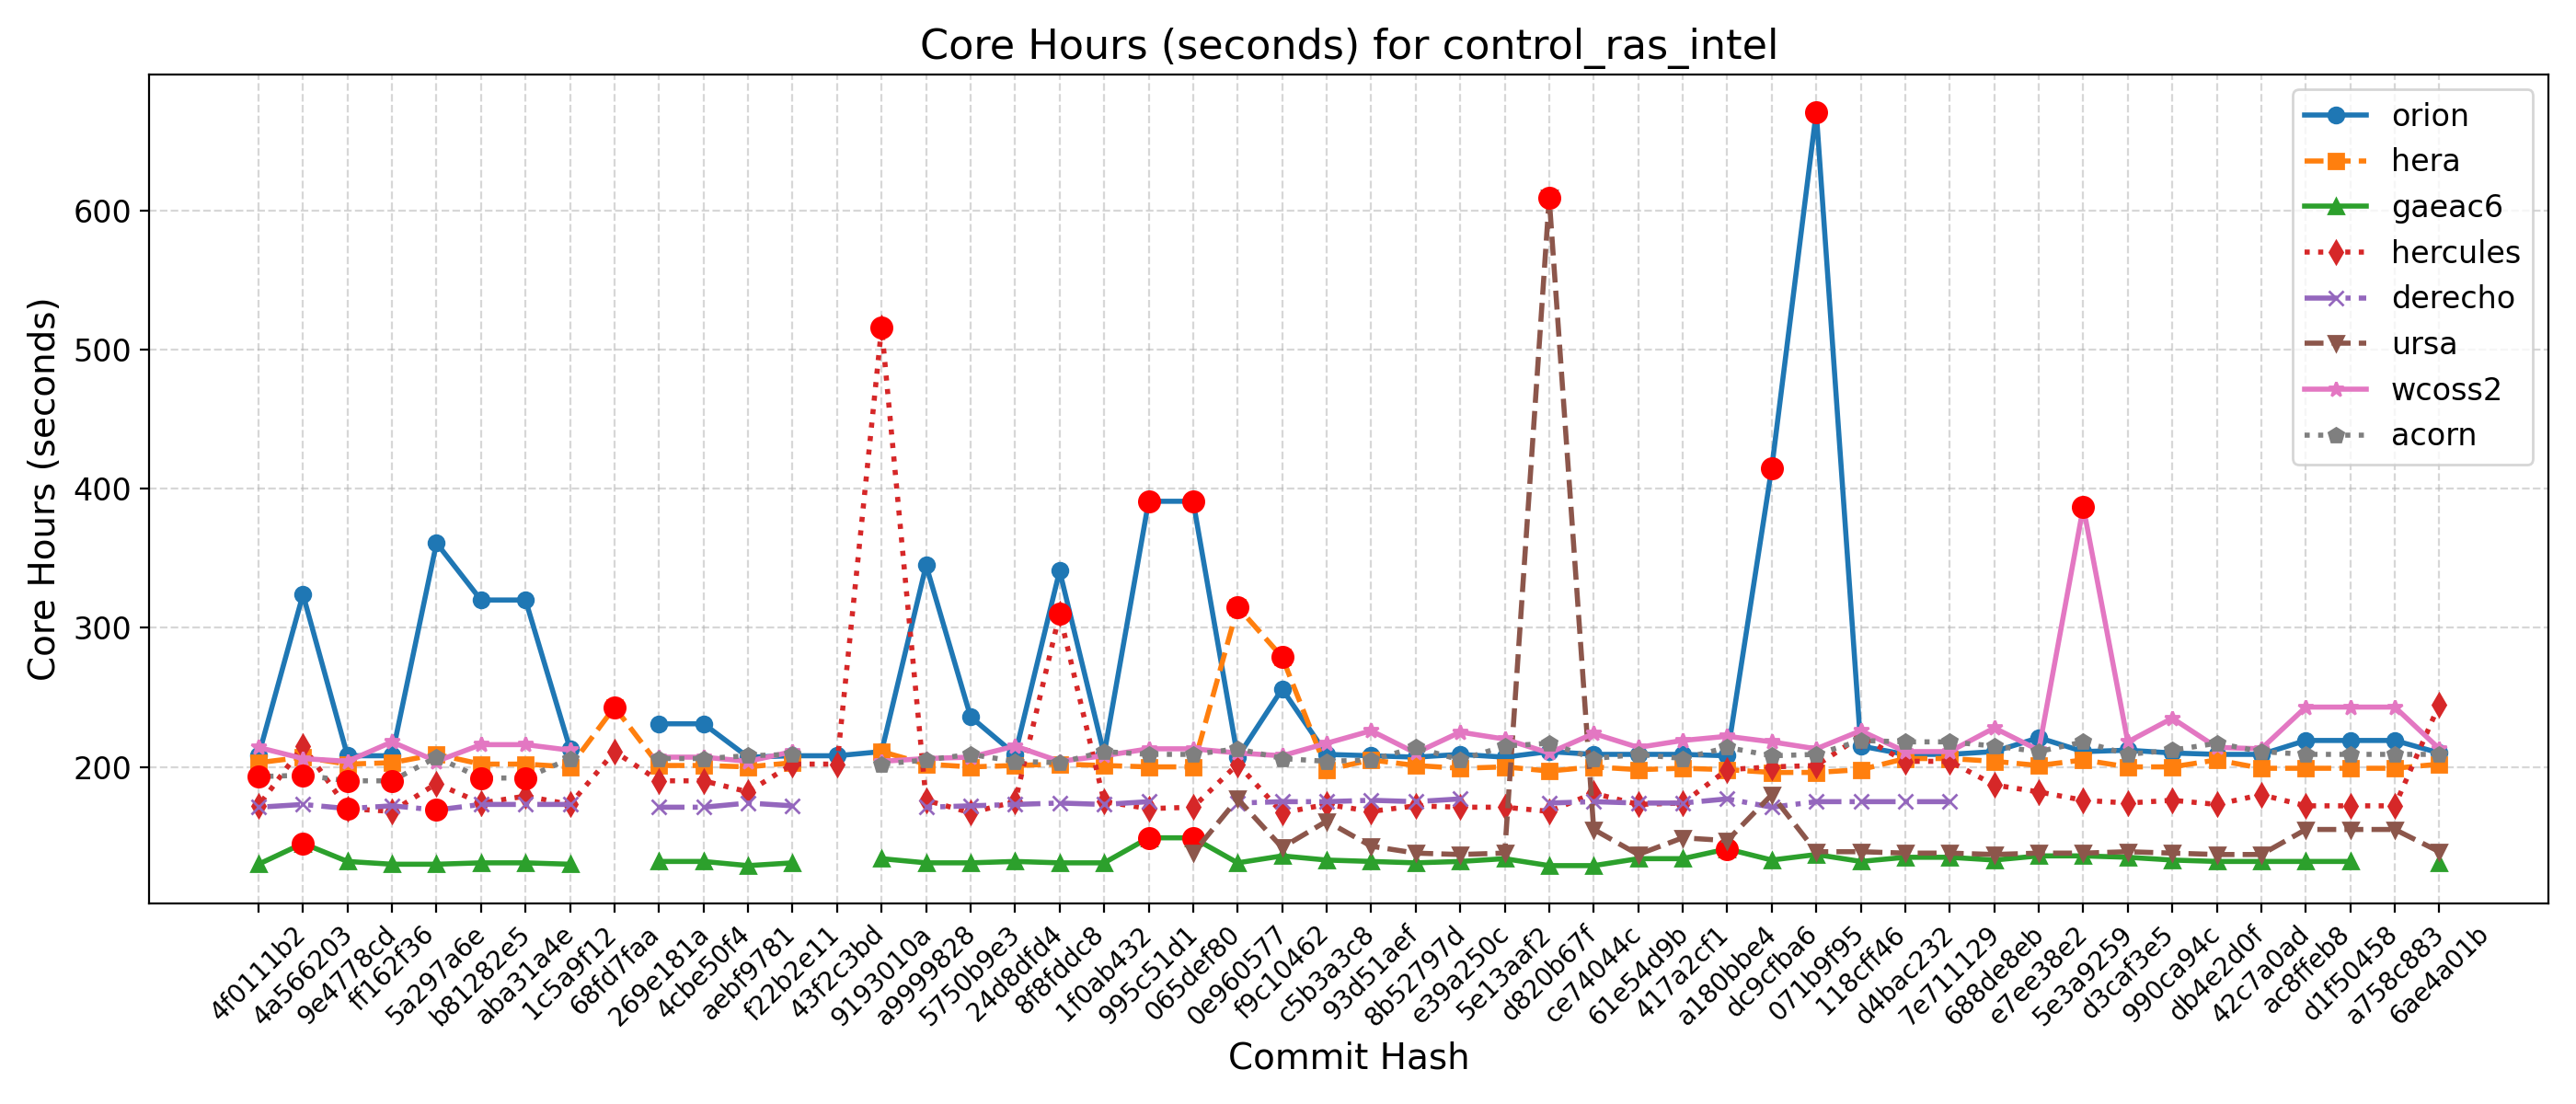 Core Hours (seconds) for control_ras_intel
Core Hours (seconds)
600
500
400
300
200
orion
hera
gaeac6
hercules
derecho
ursa
wcoss2
acorn
4f0111b2
4a566203
9e4778cd
ff162f36
5a297a6e
b81282e5
aba31a4e
1c5a9f12
68fd7faa
269e181a
4cbe50f4
aebf9781
f22b2e11
43f2c3bd
9193010a
a9999828
5750b9e3
24d8dfd4
8f8fddc8
1f0ab432
995c51d1
065def80
0e960577
f9c10462
c5b3a3c8
93d51aef
8b52797d
e39a250c
5e13aaf2
d820b67f
ce74044c
61e54d9b
417a2cf1
a180bbe4
dc9cfba6
071b9f95
118cff46
d4bac232
7e711129
688de8eb
e7ee38e2
5e3a9259
d3caf3e5
990ca94c
db4e2d0f
42c7a0ad
ac8ffeb8
d1f50458
a758c883
6ae4a01b
Commit Hash